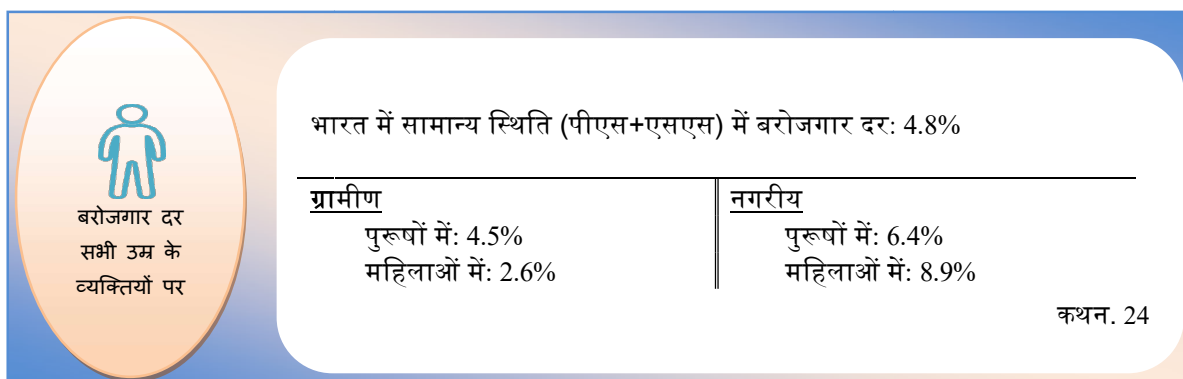 बरोजगार दर
सभी उम्र के
व्यक्तियों पर
भारत में सामान्य स्थिति (पीएस+एसएस) में बरोजगार दर: 4.8%
ग्रामीण
पुरूषों में: 4.5%
महिलाओं में: 2.6%
नगरीय
पुरूषों में: 6.4%
महिलाओं में: 8.9%
कथन. 24